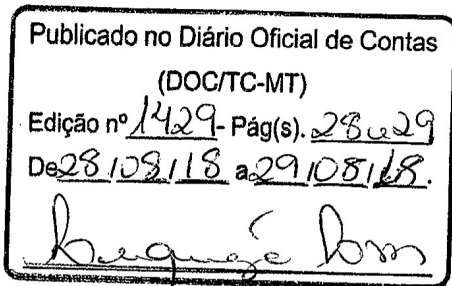 Publicado no Diário Oficial de Contas
(DOC/TC-MT)
Edição nº 1429 - Pág(s). 28 e 29
De 28/08/18 a 29/08/18.